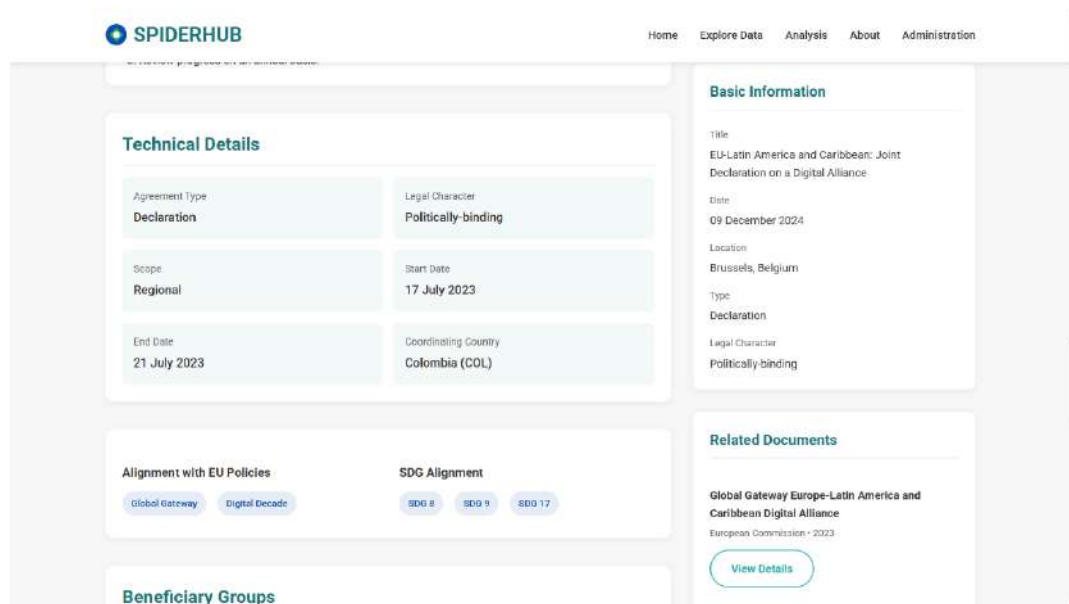 SPIDERHUB
Home Explore Data Analysis About Administration
Technical Details
Agreement Type
Declaration
Legal Character
Politically-binding
Scope
Regional
Start Date
17 July 2023
End Date
21 July 2023
Coordinating Country
Colombia (COL)
Alignment with EU Policies
Global Gateway Digital Decade
SDG Alignment
SDG 8 SDG 9 SDG 17
Beneficiary Groups
Basic Information
Title
EU-Latin America and Caribbean: Joint
Declaration on a Digital Alliance
Date
09 December 2024
Location
Brussels, Belgium
Type
Declaration
Legal Character
Politically-binding
Related Documents
Global Gateway Europe-Latin America and
Caribbean Digital Alliance
European Commission • 2023
View Details